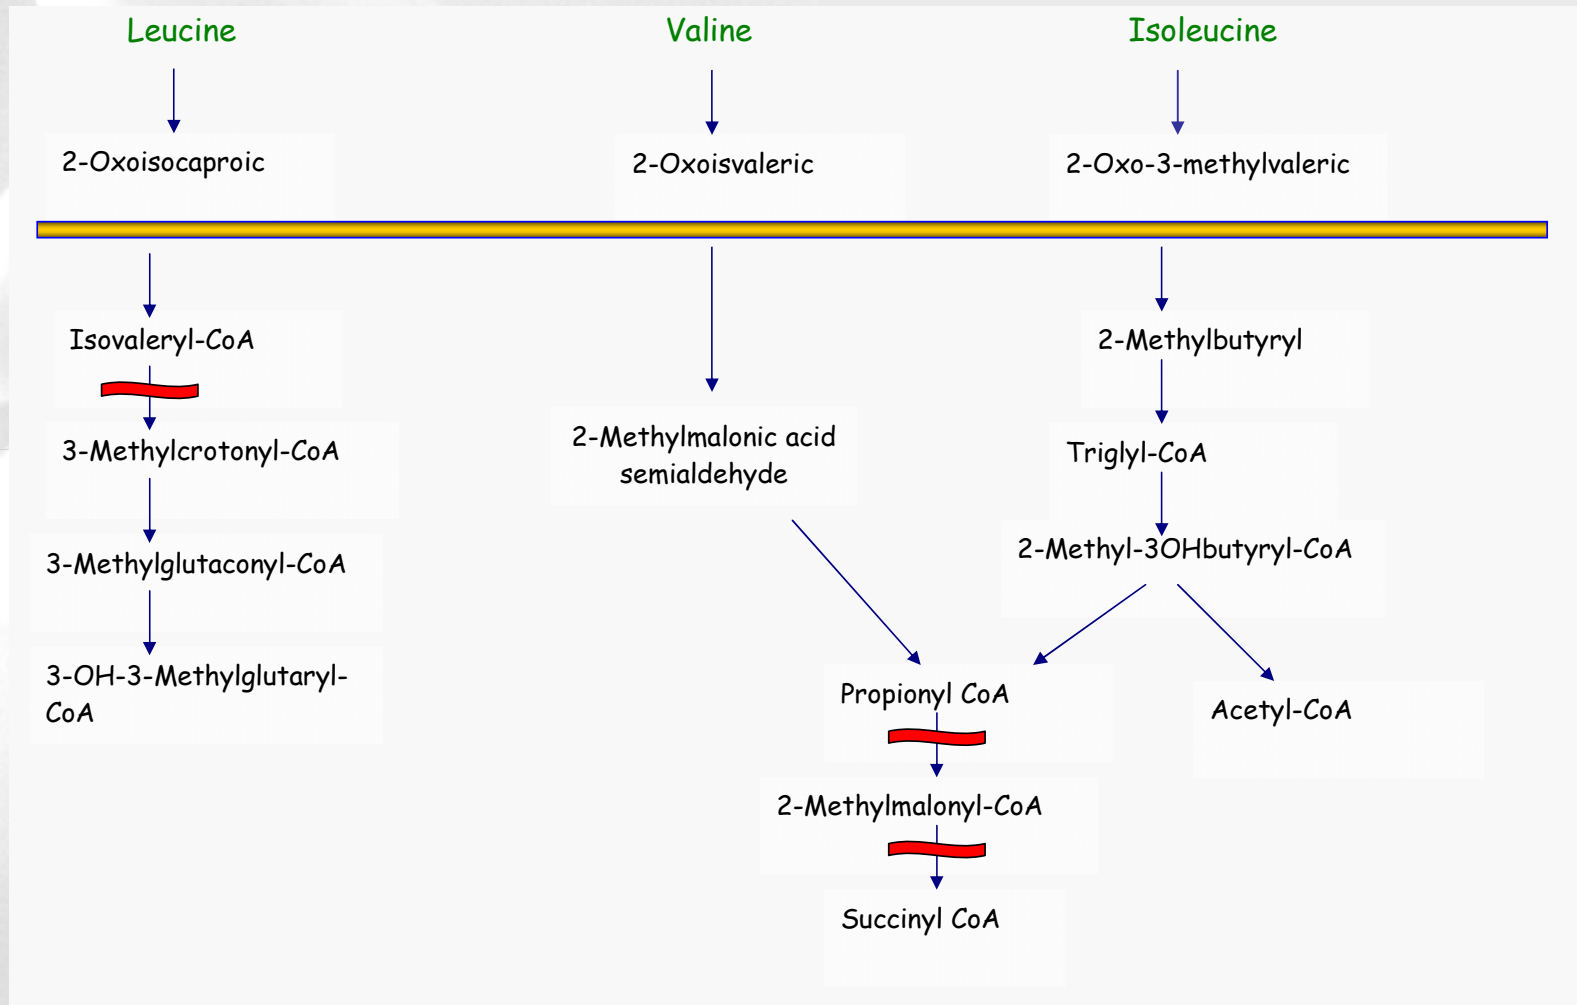 Leucine
Valine
Isoleucine
2-Oxoisocaproic
2-Oxoisvaleric
2-Oxo-3-methylvaleric
Isovaleryl-CoA
2-Methylbutyryl
3-Methylcrotonyl-CoA
2-Methylmalonic acid
semialdehyde
Triglyl-CoA
3-Methylglutaconyl-CoA
2-Methyl-3OHbutyryl-CoA
3-OH-3-Methylglutaryl-
CoA
Propionyl CoA
Acetyl-CoA
2-Methylmalonyl-CoA
Succinyl CoA